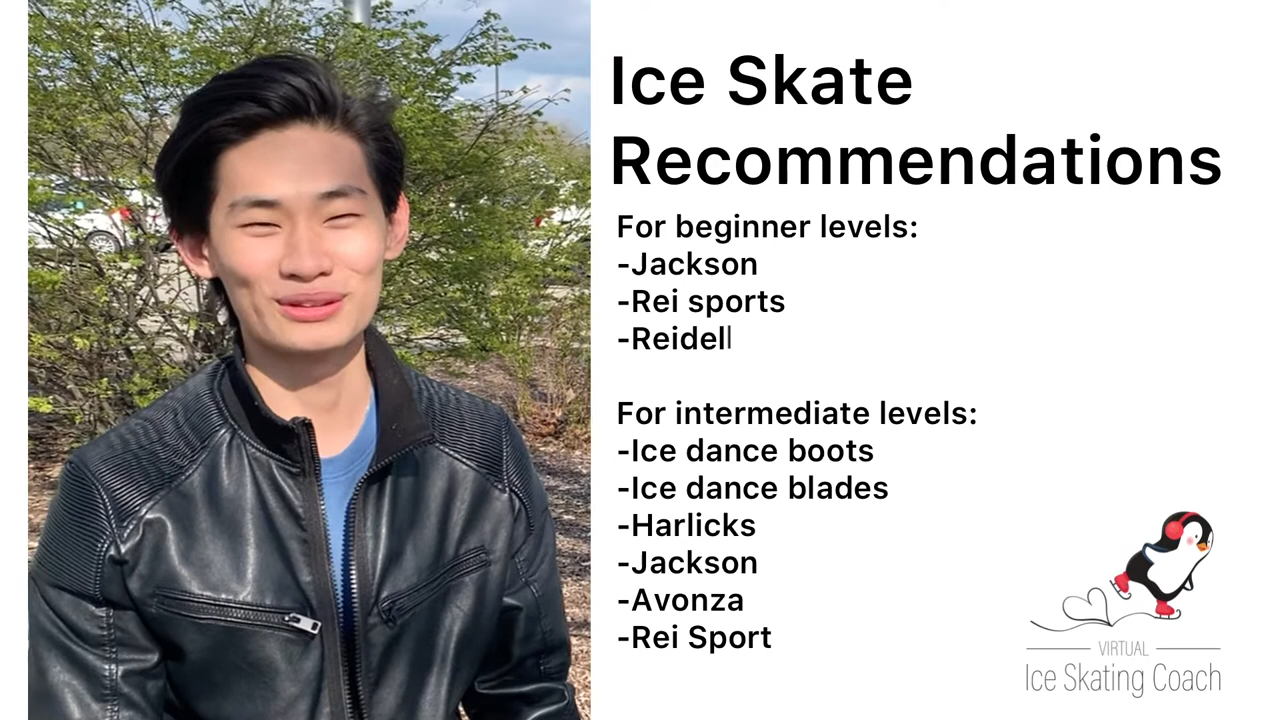 Ice Skate
Recommendations
For beginner levels:
-Jackson
-Rei sports
-Reidell
For intermediate levels:
-Ice dance boots
-Ice dance blades
-Harlicks
-Jackson
-Avonza
-Rei Sport
VIRTUAL
Ice Skating Coach